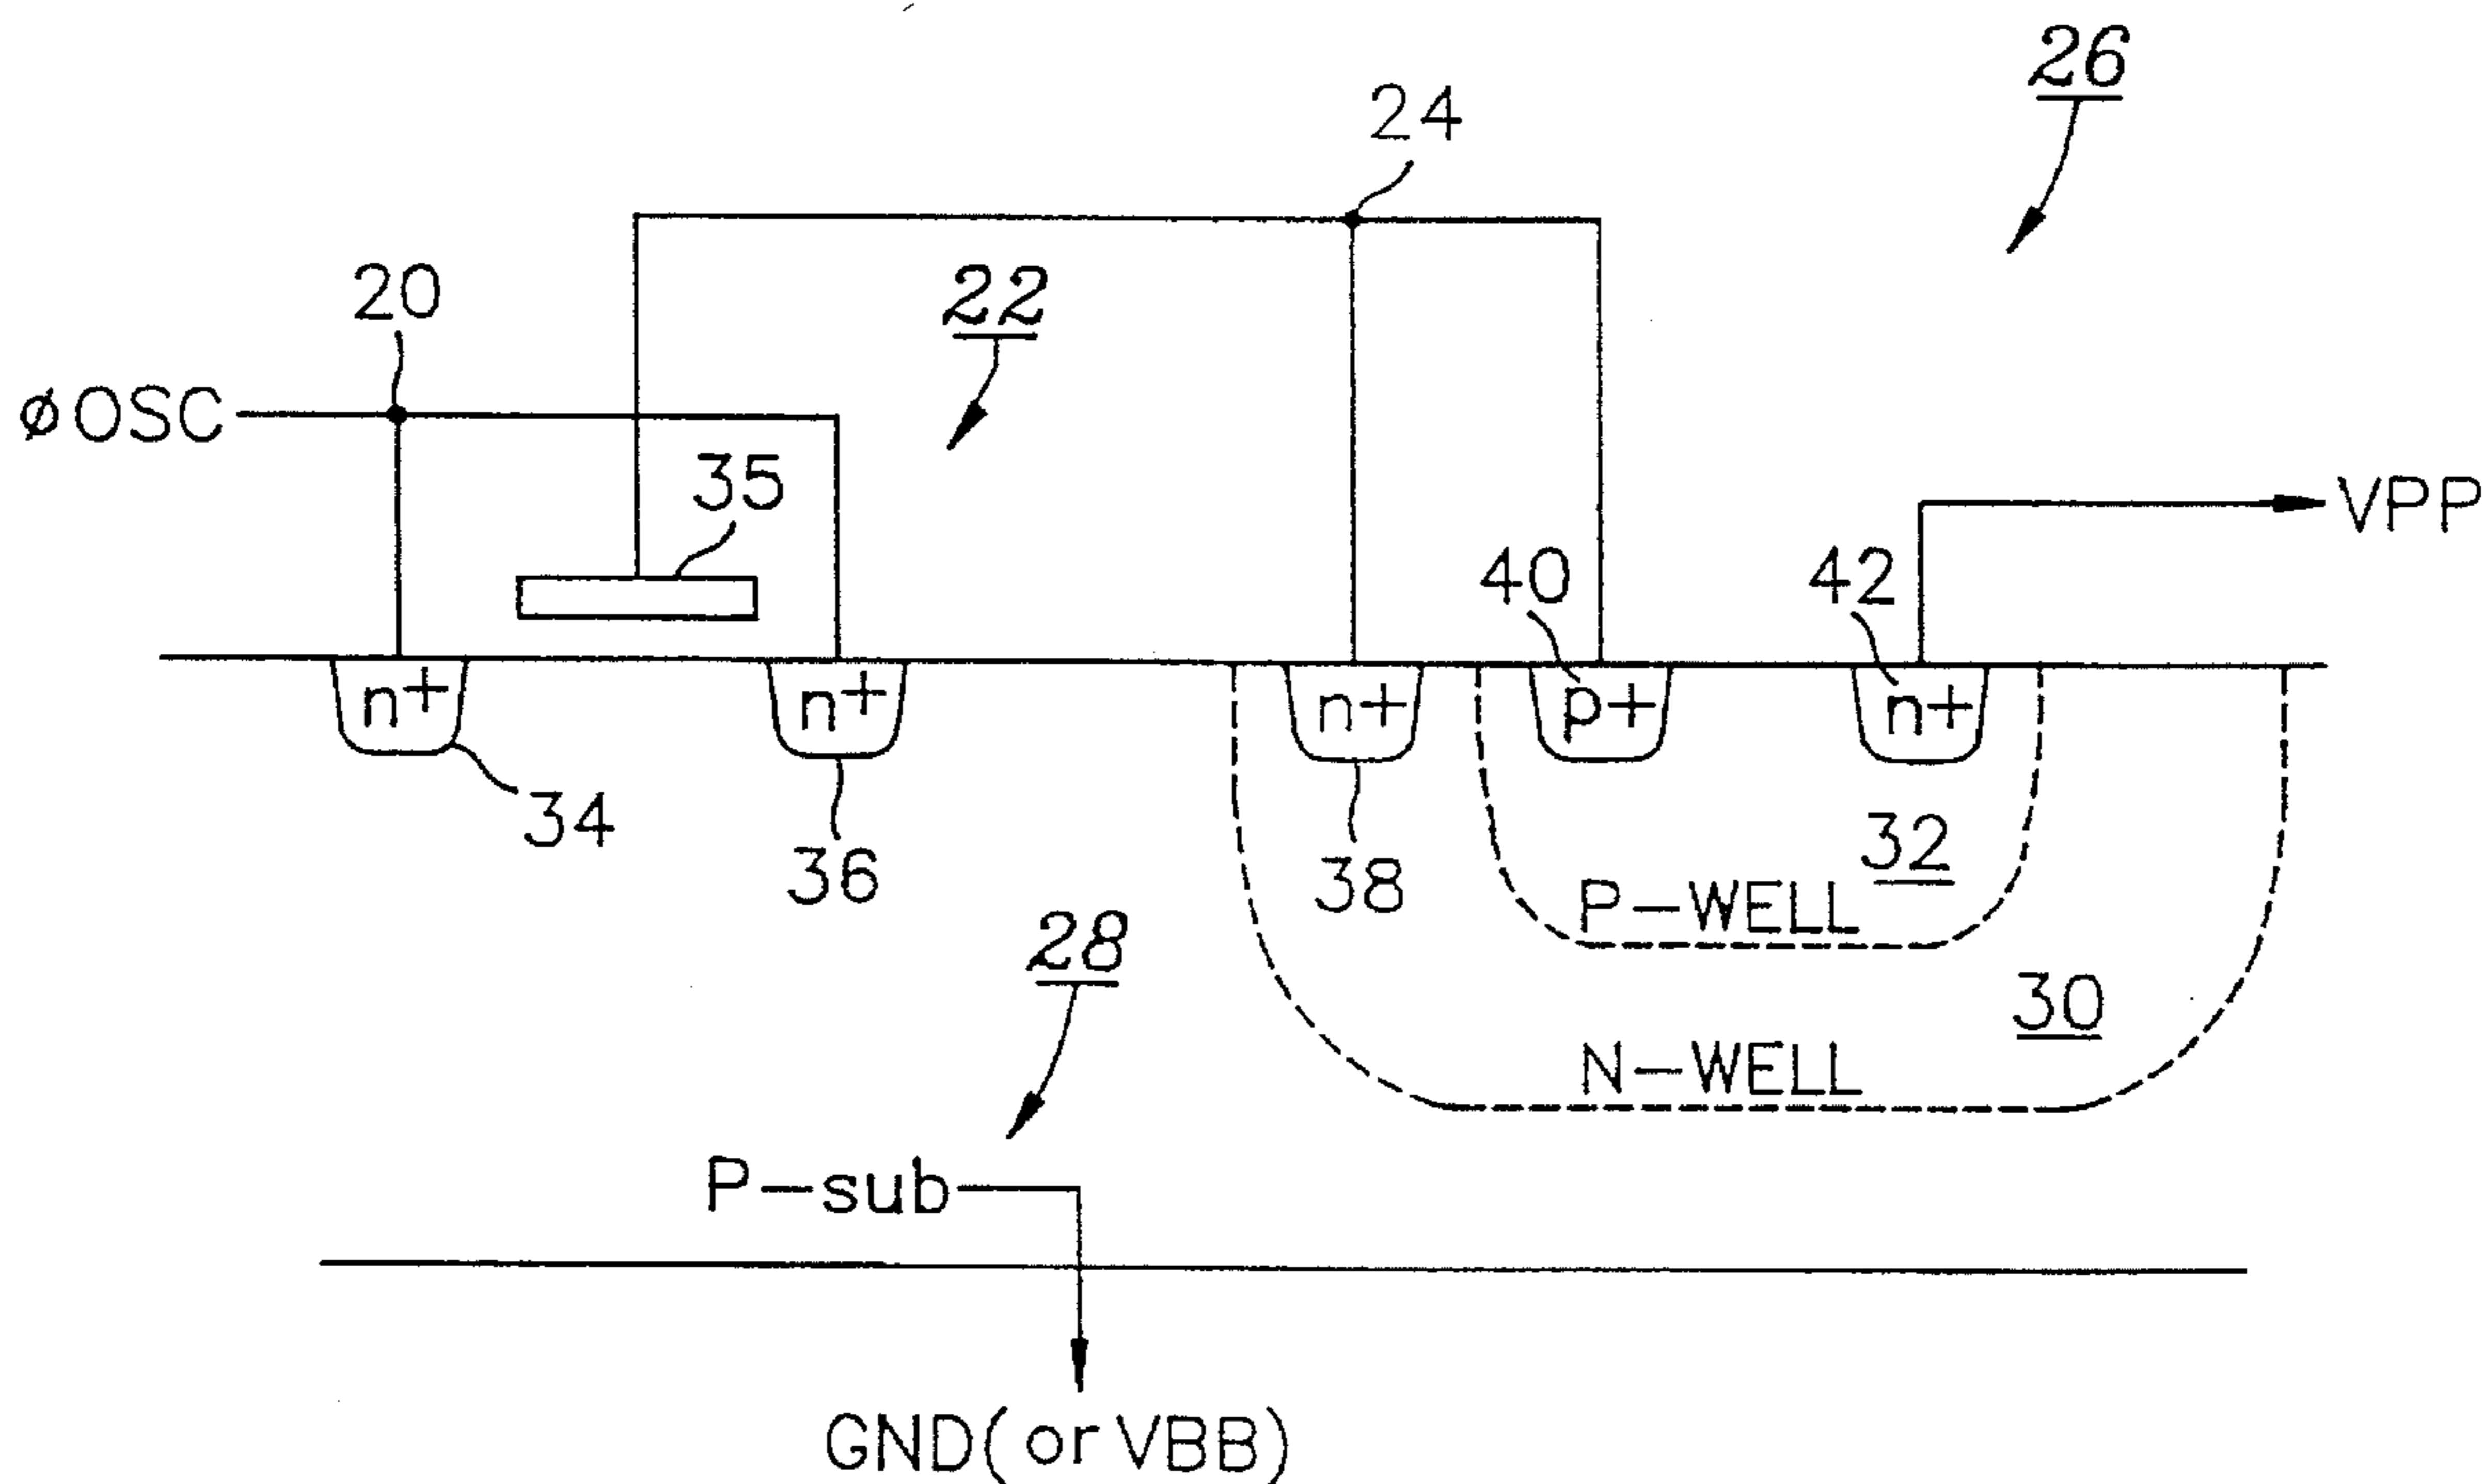 26
24
20
22
øOSC
35
VPP
40
42
n+
n+
n+
p+
n+
34
36
38
32
P-WELL
28
30
N-WELL
P-sub
GND(or VBB)